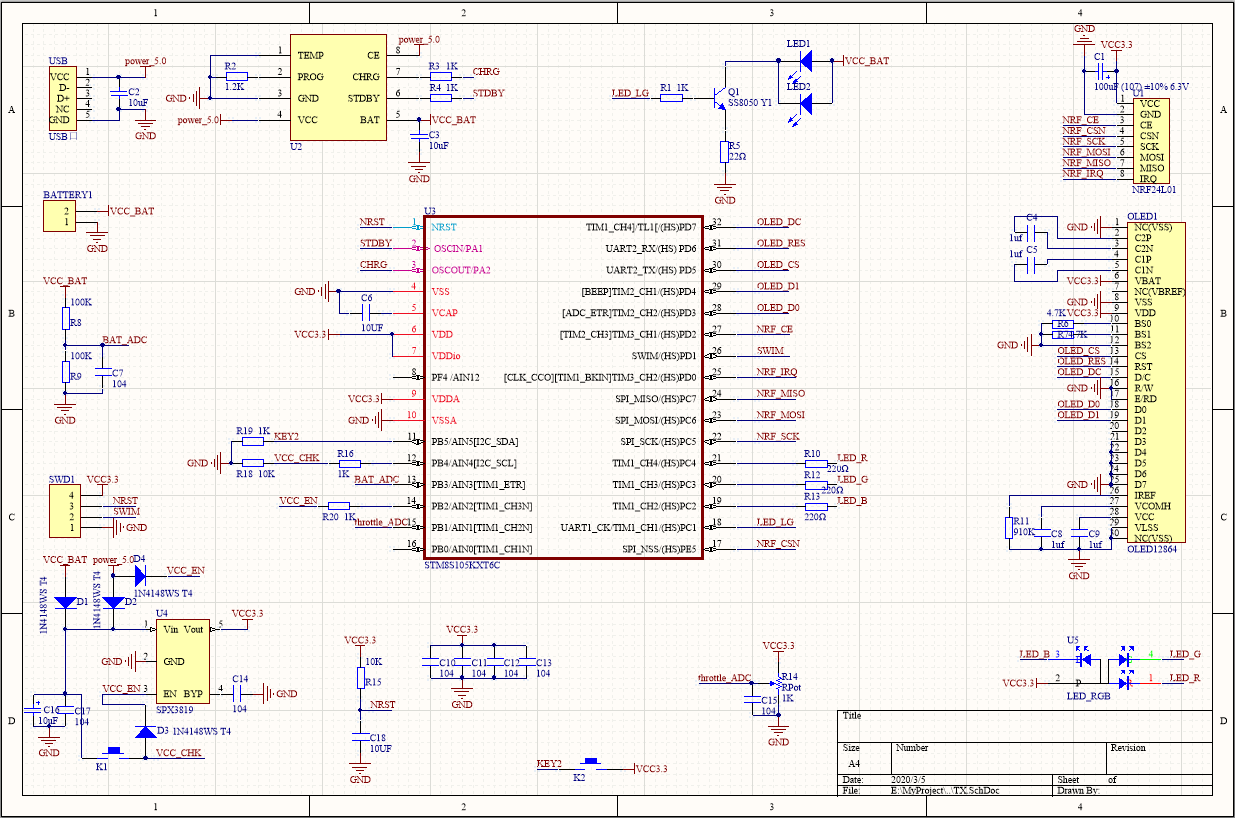 1 2 3 4
A
B
C
D
USB
VCC 1
D- 2
D+ 3
NC 4
GND 5
USB
power_5.0
C2
10uF
GND
R2
1.2K
GND
power_5.0
1 TEMP CE 8
2 PROG CHRG 7
3 GND STDBY 6
4 VCC BAT 5
U2
power_5.0
R3 1K CHRG
R4 1K STDBY
VCC_BAT
C3
10uF
GND
LED1
LED2
VCC_BAT
LED_LG R1 1K
Q1
SS8050 Y1
R5
22Ω
GND
GND
VCC3.3
C1
100uF (107) ±10% 6.3V
U1
1 VCC
2 GND
NRF_CE 3 CE
NRF_CSN 4 CSN
NRF_SCK 5 SCK
NRF_MOSI 6 MOSI
NRF_MISO 7 MISO
NRF_IRQ 8 IRQ
NRF24L01
BATTERY1
2 VCC_BAT
1
GND
VCC_BAT
100K
R8
BAT_ADC
100K
R9
C7
104
GND
U3
NRST 1 NRST
STDBY 2 OSCIN/PA1
CHRG 3 OSCOUT/PA2
GND 4 VSS
C6
10UF
5 VCAP
VCC3.3 6 VDD
7 VDDio
8 PF4 /AIN12
VCC3.3 9 VDDA
GND 10 VSSA
R19 1K KEY2 11 PB5/AIN5[I2C_SDA]
GND R18 10K VCC_CHK R16 1K 12 PB4/AIN4[I2C_SCL]
BAT_ADC 13 PB3/AIN3[TIM1_ETR]
VCC_EN R20 1K 14 PB2/AIN2[TIM1_CH3N]
throttle_ADC 15 PB1/AIN1[TIM1_CH2N]
16 PB0/AIN0[TIM1_CH1N]
STM8S105KXT6C
TIM1_CH4]/TL1[/(HS)PD7 32 OLED_DC
UART2_RX/(HS) PD6 31 OLED_RES
UART2_TX/(HS) PD5 30 OLED_CS
[BEEP]TIM2_CH1/(HS)PD4 29 OLED_D1
[ADC_ETR]TIM2_CH2/(HS)PD3 28 OLED_D0
[TIM2_CH3]TIM3_CH1/(HS)PD2 27 NRF_CE
SWIM/(HS)PD1 26 SWIM
[CLK_CCO][TIM1_BKIN]TIM3_CH2/(HS)PD0 25 NRF_IRQ
SPI_MISO/(HS)PC7 24 NRF_MISO
SPI_MOSI/(HS)PC6 23 NRF_MOSI
SPI_SCK/(HS)PC5 22 NRF_SCK
TIM1_CH4/(HS)PC4 21 R10 220Ω LED_R
TIM1_CH3/(HS)PC3 20 R12 220Ω LED_G
TIM1_CH2/(HS)PC2 19 R13 220Ω LED_B
UART1_CK/TIM1_CH1/(HS)PC1 18 LED_LG
SPI_NSS/(HS)PE5 17 NRF_CSN
OLED1
GND 1 NC(VSS)
C4
1uf
2 C2P
3 C2N
C5
1uf
4 C1P
5 C1N
VCC3.3 6 VBAT
7 NC(VBREF)
GND 8 VSS
VCC3.3 9 VDD
4.7K
R6 10 BS0
R7 4.7K 11 BS1
GND 12 BS2
OLED_CS 13 CS
OLED_RES 14 RST
OLED_DC 15 D/C
GND 16 R/W
17 E/RD
OLED_D0 18 D0
OLED_D1 19 D1
20 D2
21 D3
22 D4
23 D5
24 D6
GND 25 D7
26 IREF
27 VCOMH
28 VCC
29 VLSS
30 NC(VSS)
OLED12864
R11
910K
C8
1uf
C9
1uf
GND
SWD1
4 VCC3.3
3 NRST
2 SWIM
1 GND
VCC_BAT power_5.0 D4 VCC_EN
1N4148WS T4
1N4148WS T4 D1
1N4148WS T4 D2
U4
1 Vin Vout 5 VCC3.3
GND 2 GND
VCC_EN 3 EN BYP 4
SPX3819
C14
104
GND
C16
10uF
C17
104
GND
D3 1N4148WS T4
K1 VCC_CHK
VCC3.3
10K
R15
NRST
C18
10UF
GND
VCC3.3
C10 104 C11 104 C12 104 C13 104
GND
KEY2 K2 VCC3.3
VCC3.3
throttle_ADC
R14
RPot
1K
C15
104
GND
U5
LED_B 3 4 LED_G
VCC3.3 2 P 1 LED_R
LED_RGB
Title
Size Number Revision
A4
Date: 2020/3/5 Sheet of
File: E:\MyProject\..\TX.SchDoc Drawn By:
1 2 3 4
A
B
C
D